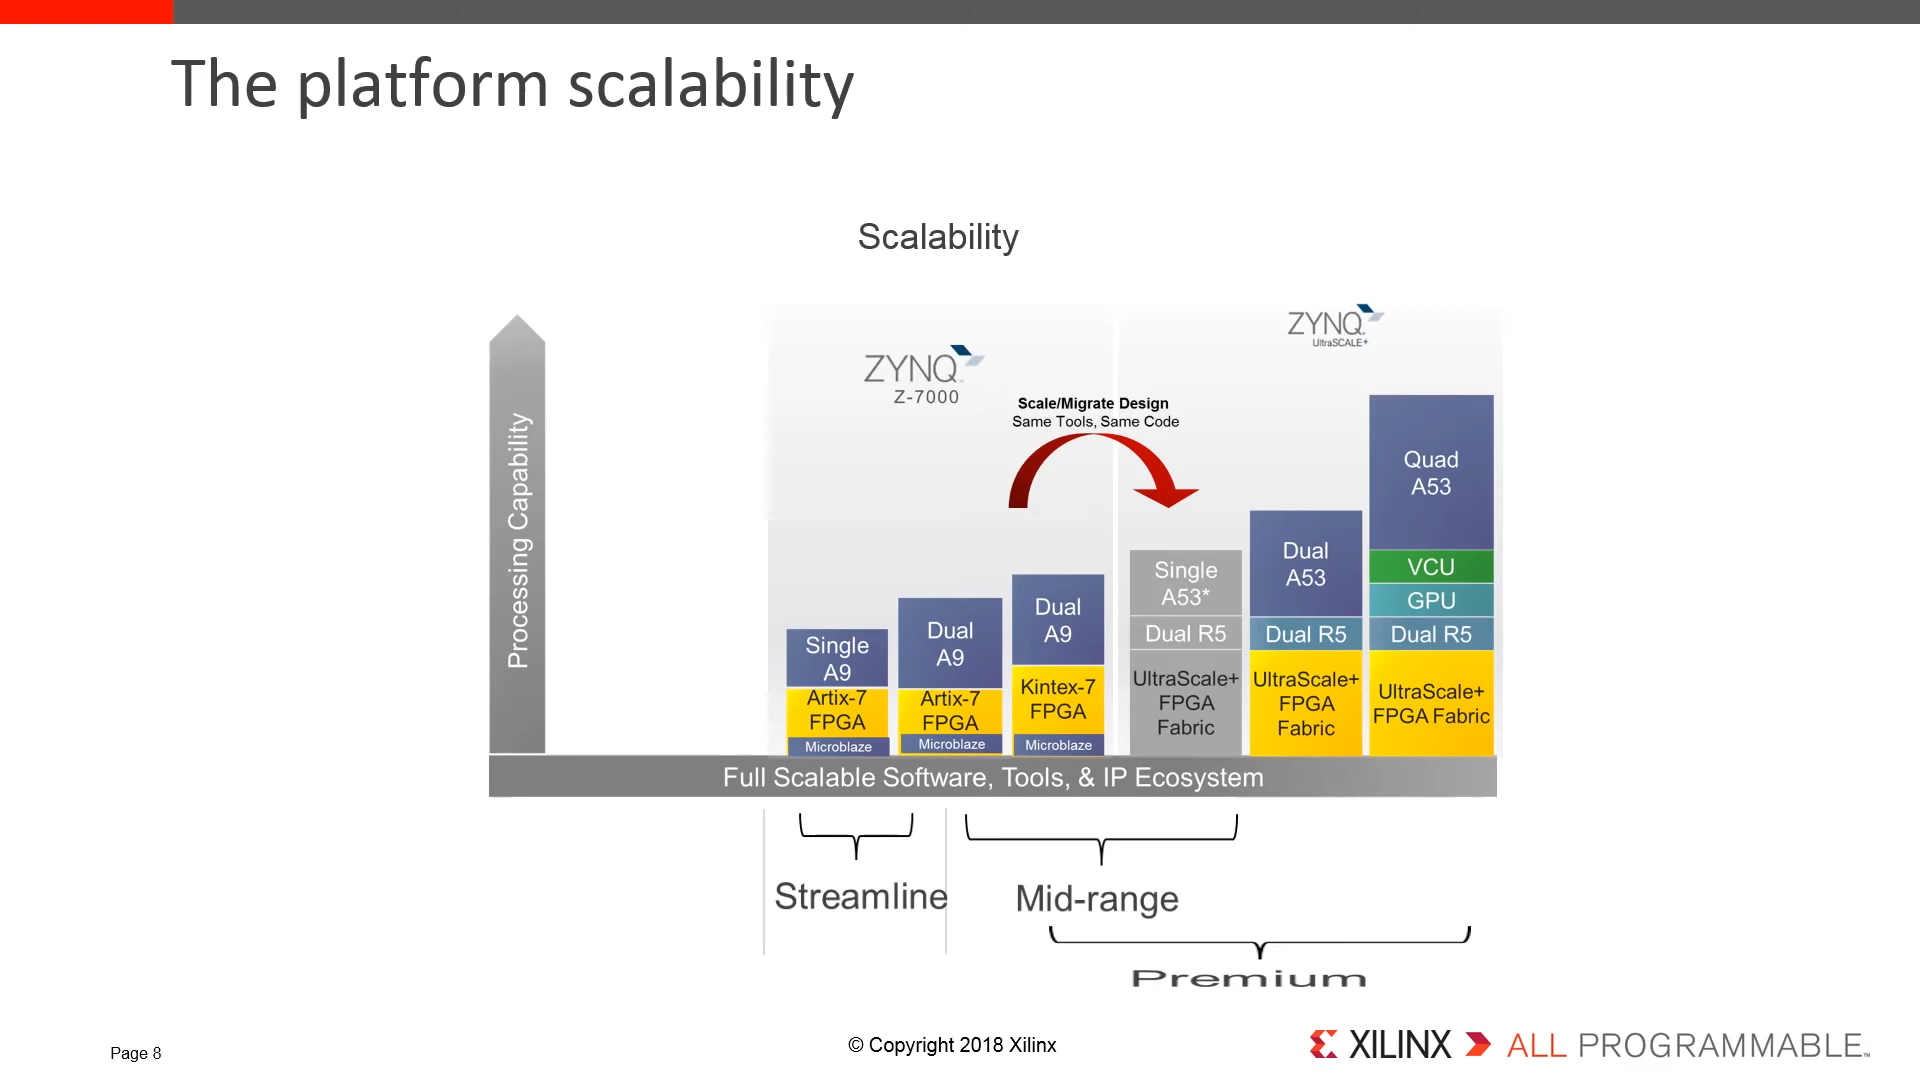 The platform scalability
Scalability
Processing Capability
ZYNQ™
Z-7000
ZYNQ
UltraSCALE+
Scale/Migrate Design
Same Tools, Same Code
Single
A9
Artix-7
FPGA
Microblaze
Dual
A9
Artix-7
FPGA
Microblaze
Dual
A9
Kintex-7
FPGA
Microblaze
Single
A53*
Dual R5
UltraScale+
FPGA
Fabric
Dual
A53
Dual R5
UltraScale+
FPGA
Fabric
Quad
A53
VCU
GPU
Dual R5
UltraScale+
FPGA Fabric
Full Scalable Software, Tools, & IP Ecosystem
Streamline
Mid-range
Premium
Page 8
© Copyright 2018 Xilinx
XILINX ALL PROGRAMMABLE™